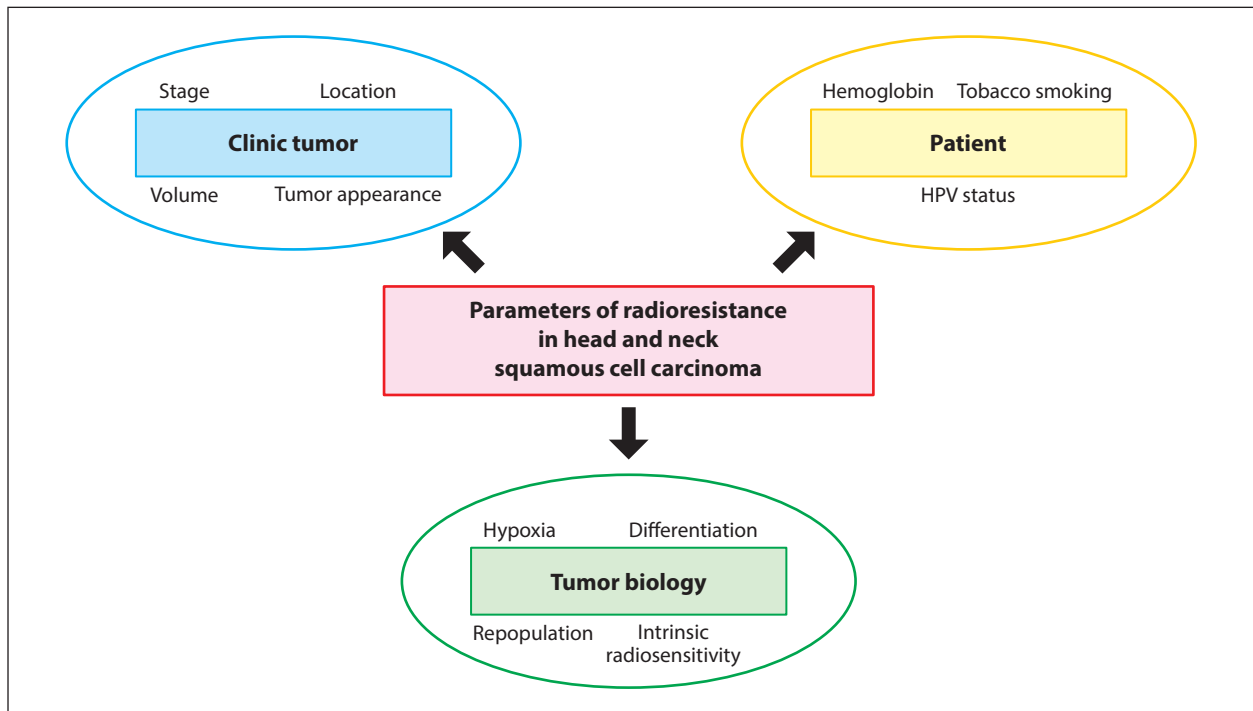 Stage Location
Clinic tumor
Volume Tumor appearance
Hemoglobin Tobacco smoking
Patient
HPV status
Parameters of radioresistance
in head and neck
squamous cell carcinoma
Hypoxia Differentiation
Tumor biology
Repopulation Intrinsic
radiosensitivity